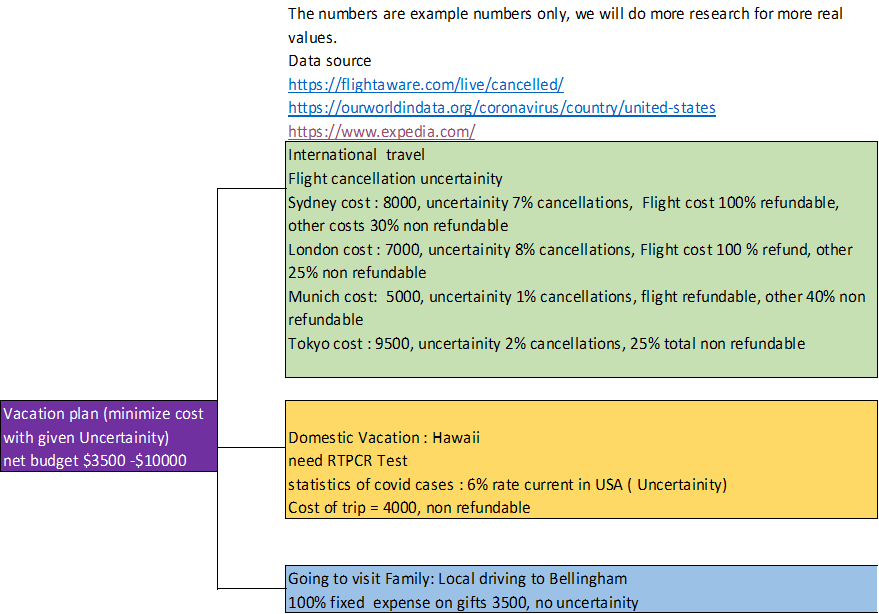 The numbers are example numbers only, we will do more research for more real
values.
Data source
https://flightaware.com/live/cancelled/
https://ourworldindata.org/coronavirus/country/united-states
https://www.expedia.com/
International  travel
Flight cancellation uncertainity
Sydney cost : 8000, uncertainity 7% cancellations,  Flight cost 100% refundable,
other costs 30% non refundable
London cost : 7000, uncertainity 8% cancellations, Flight cost 100 % refund, other
25% non refundable
Munich cost:  5000, uncertainity 1% cancellations, flight refundable, other 40% non
refundable
Tokyo cost : 9500, uncertainity 2% cancellations, 25% total non refundable
Vacation plan (minimize cost
with given Uncertainity)
net budget $3500 -$10000
Domestic Vacation : Hawaii
need RTPCR Test
statistics of covid cases : 6% rate current in USA ( Uncertainity)
Cost of trip = 4000, non refundable
Going to visit Family: Local driving to Bellingham
100% fixed  expense on gifts 3500, no uncertainity